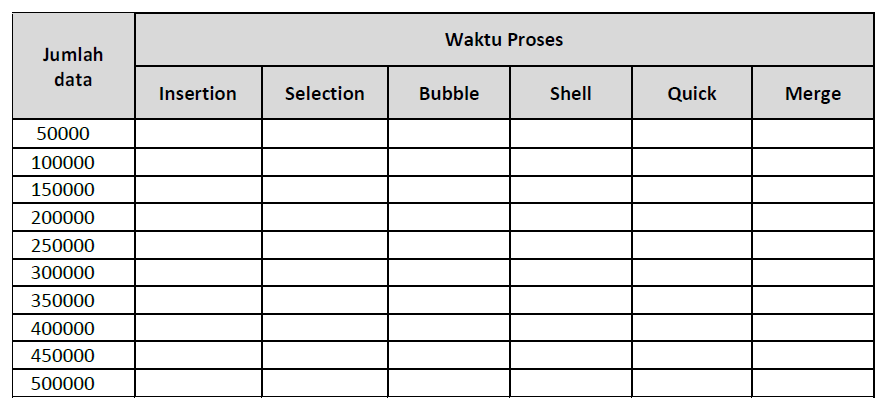 Jumlah
data
Waktu Proses
Insertion Selection Bubble Shell Quick Merge
50000
100000
150000
200000
250000
300000
350000
400000
450000
500000